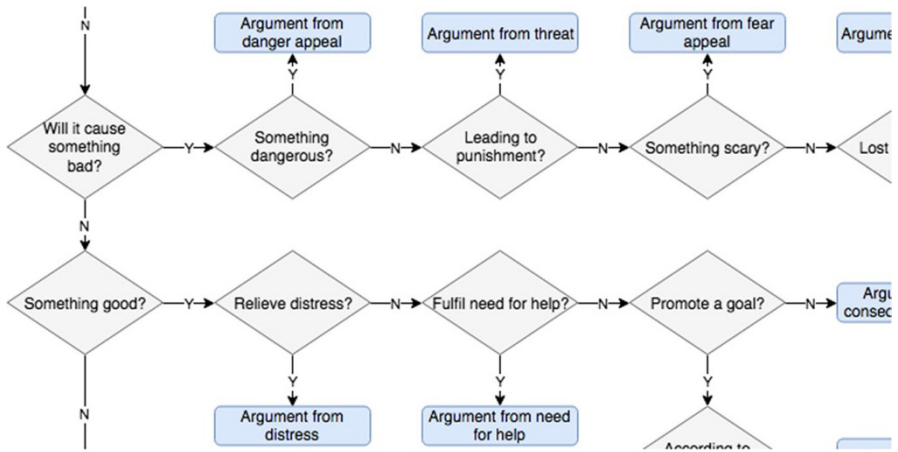 N
Argument from
danger appeal
Argument from threat
Argument from fear
appeal
Y
Y
Y
Will it cause
something
bad?
Y
Something
dangerous?
N
Leading to
punishment?
N
Something scary?
N
Lost
N
Something good?
Y
Relieve distress?
N
Fulfil need for help?
N
Promote a goal?
N
Y
Y
Y
N
Argument from
distress
Argument from need
for help
According to